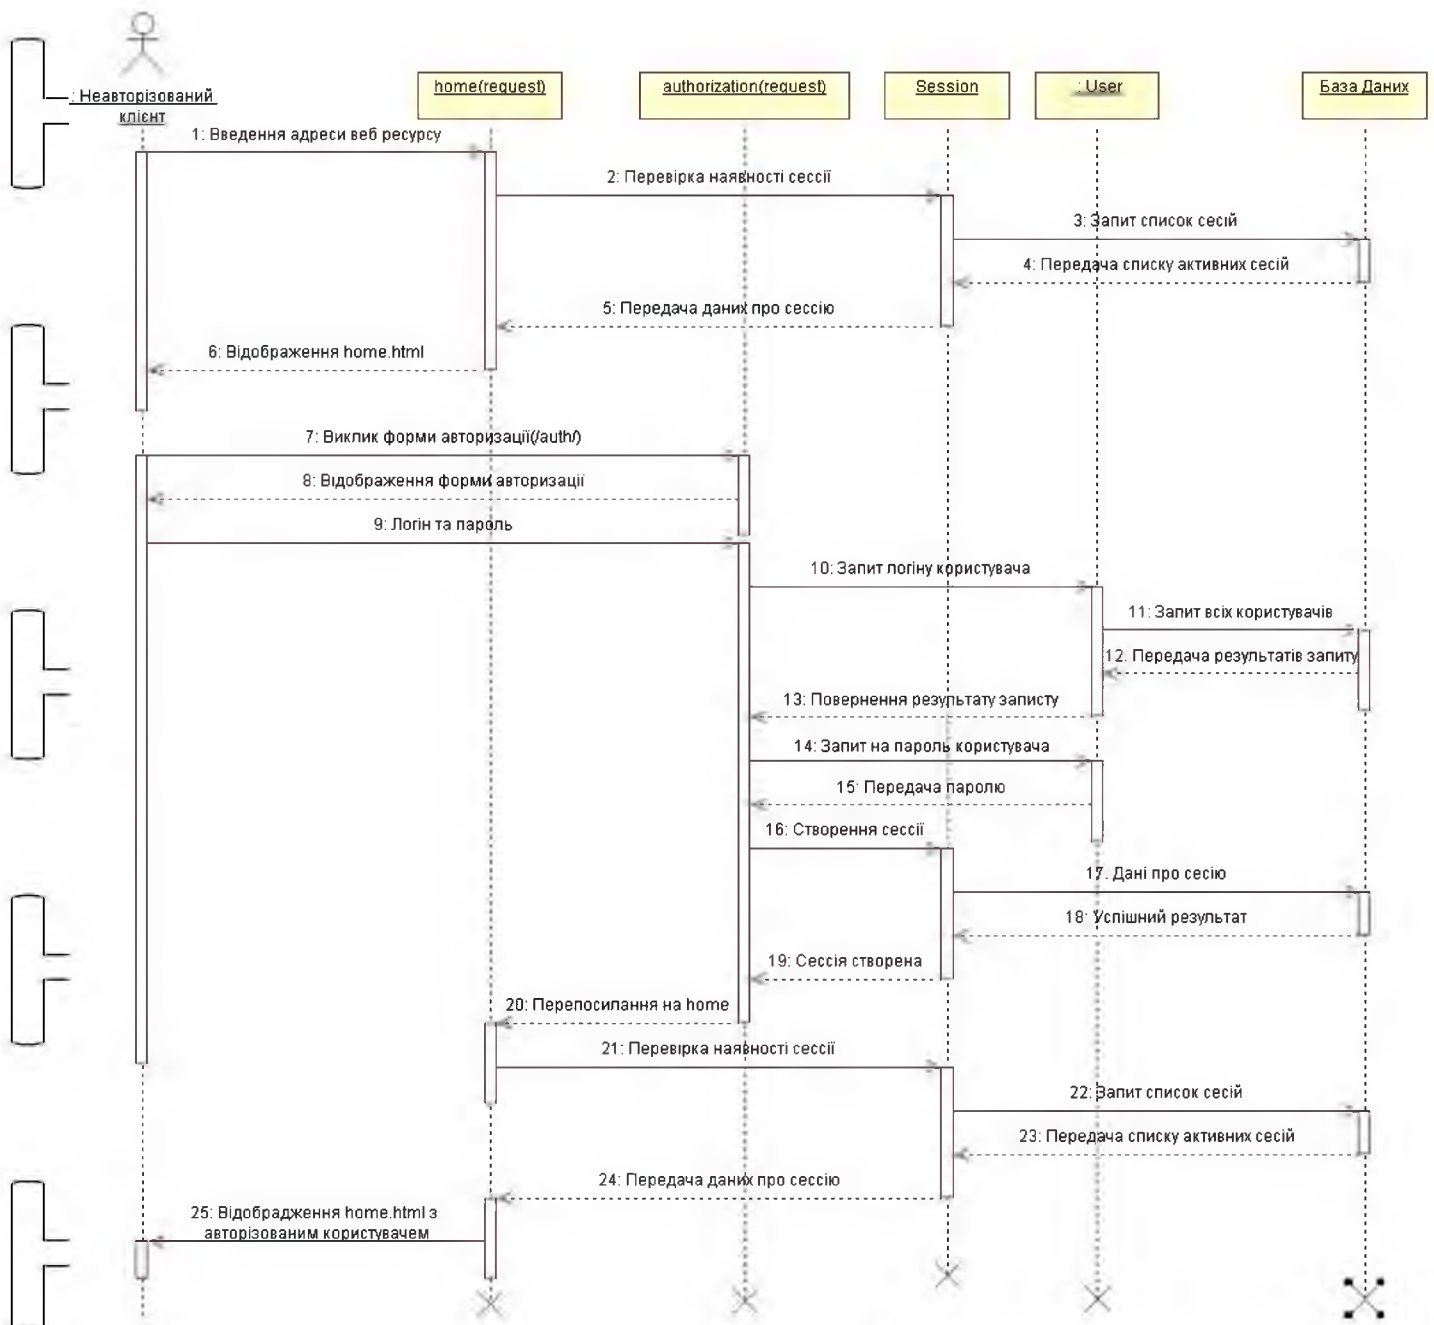 home(request)
authorization(request)
Session
: User
База Даних
: Неавторізований
клієнт
1: Введення адреси веб ресурсу
2: Перевірка наявності сессії
3: Запит список сесій
4: Передача списку активних сесій
5: Передача даних про сессію
6: Відображення home.html
7: Виклик форми авторизації(/auth/)
8: Відображення форми авторизації
9: Логін та пароль
10: Запит логіну користувача
11: Запит всіх користувачів
12: Передача результатів запиту
13: Повернення результату записту
14: Запит на пароль користувача
15: Передача паролю
16: Створення сессії
17: Дані про сесію
18: Успішний результат
19: Сессія створена
20: Перепосилання на home
21: Перевірка наявності сессії
22: Запит список сесій
23: Передача списку активних сесій
24: Передача даних про сессію
25: Відобрадження home.html з
авторізованим користувачем